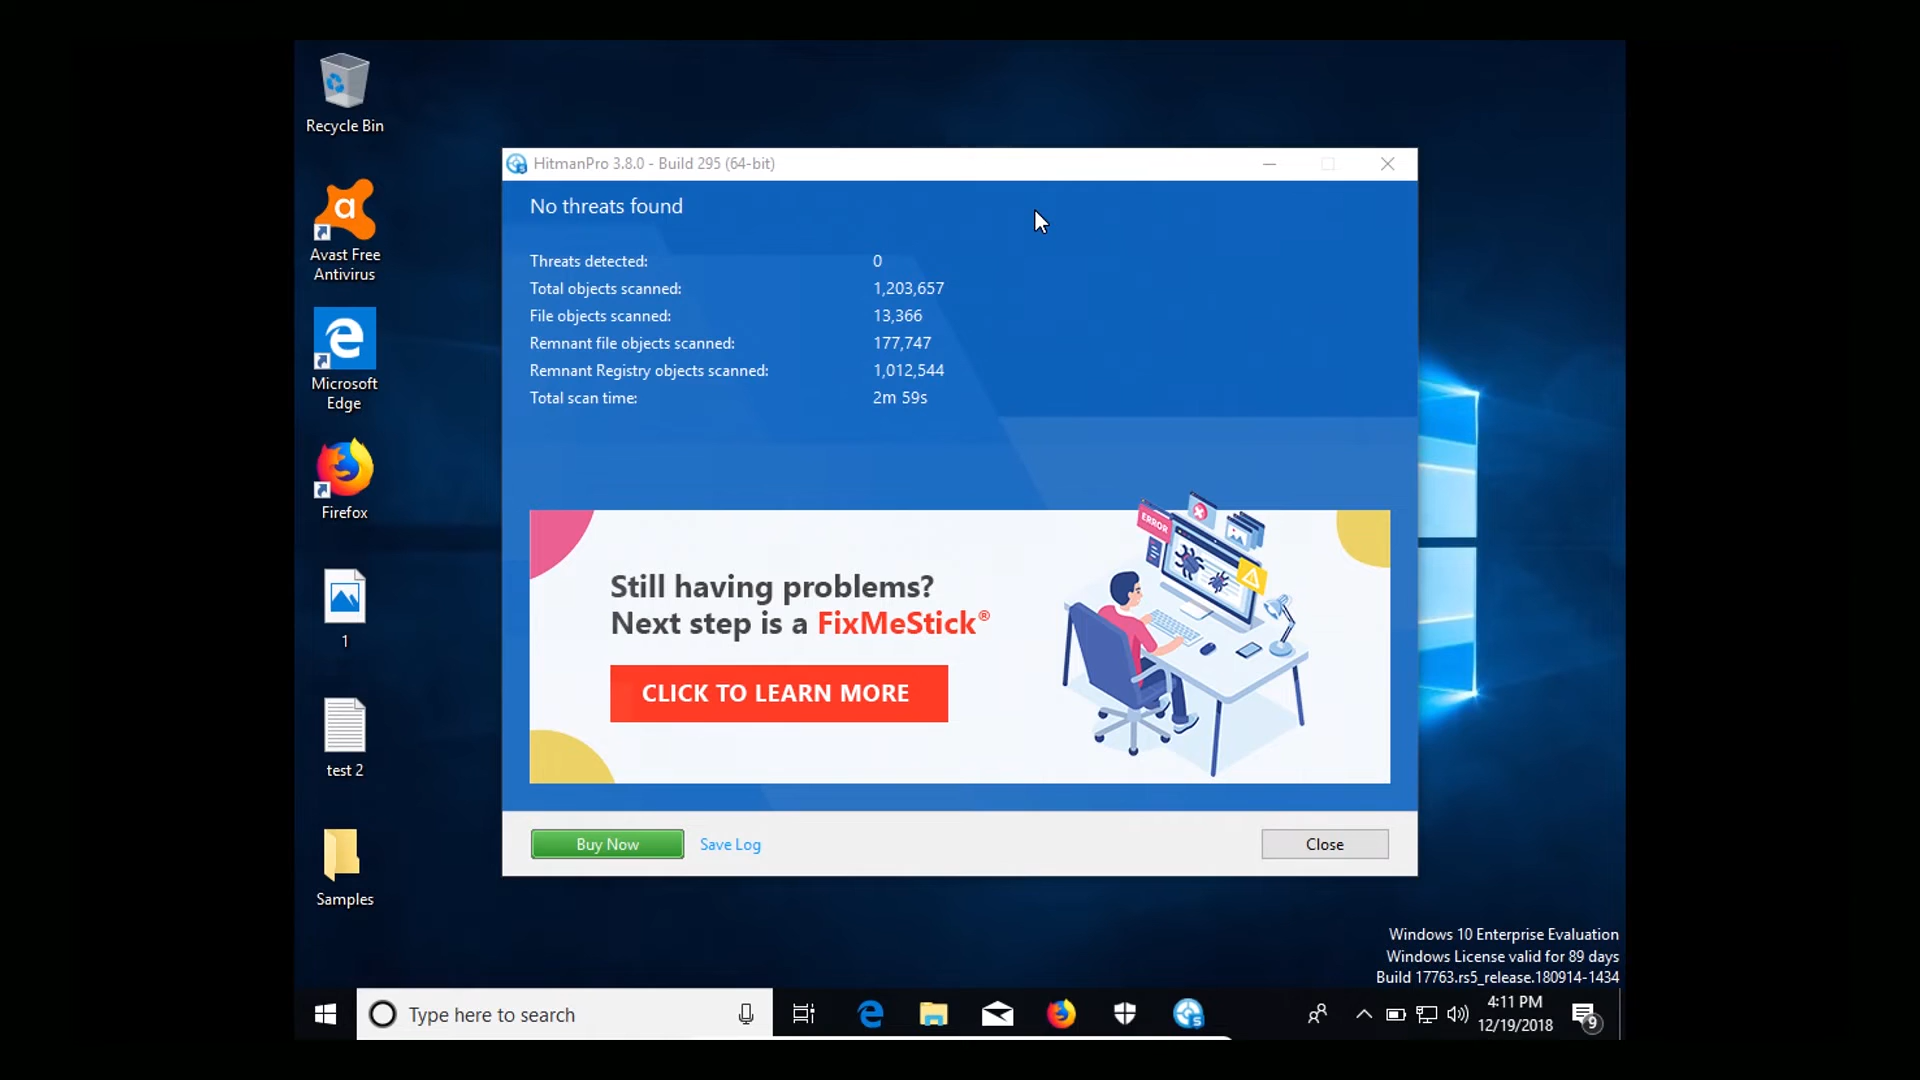 Recycle Bin
Avast Free
Antivirus
Microsoft
Edge
Firefox
1
test 2
Samples
HitmanPro 3.8.0 - Build 295 (64-bit)
No threats found
Threats detected: 0
Total objects scanned: 1,203,657
File objects scanned: 13,366
Remnant file objects scanned: 177,747
Remnant Registry objects scanned: 1,012,544
Total scan time: 2m 59s
ERROR
Still having problems?
Next step is a FixMeStick®
CLICK TO LEARN MORE
Buy Now Save Log Close
Windows 10 Enterprise Evaluation
Windows License valid for 89 days
Build 17763.rs5_release.180914-1434
Type here to search
4:11 PM
12/19/2018
9